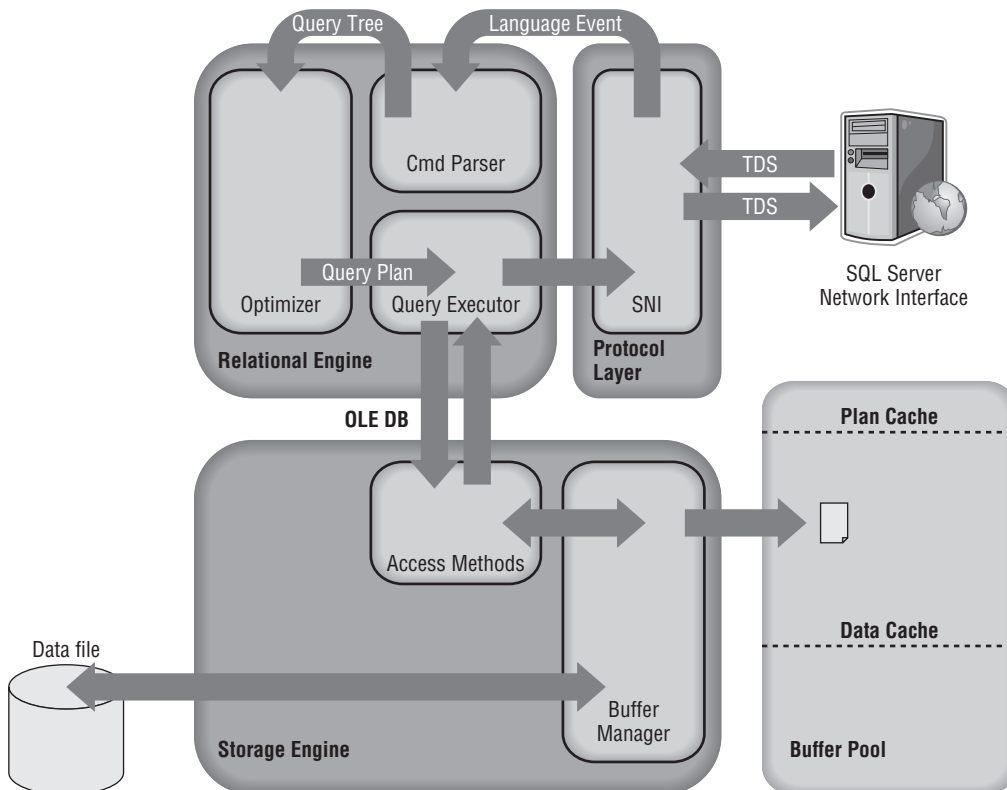 Query Tree
Language Event
Cmd Parser
TDS
TDS
Query Plan
Optimizer
Query Executor
SNI
SQL Server
Network Interface
Relational Engine
Protocol
Layer
OLE DB
Plan Cache
Access Methods
Data Cache
Data file
Buffer
Manager
Storage Engine
Buffer Pool